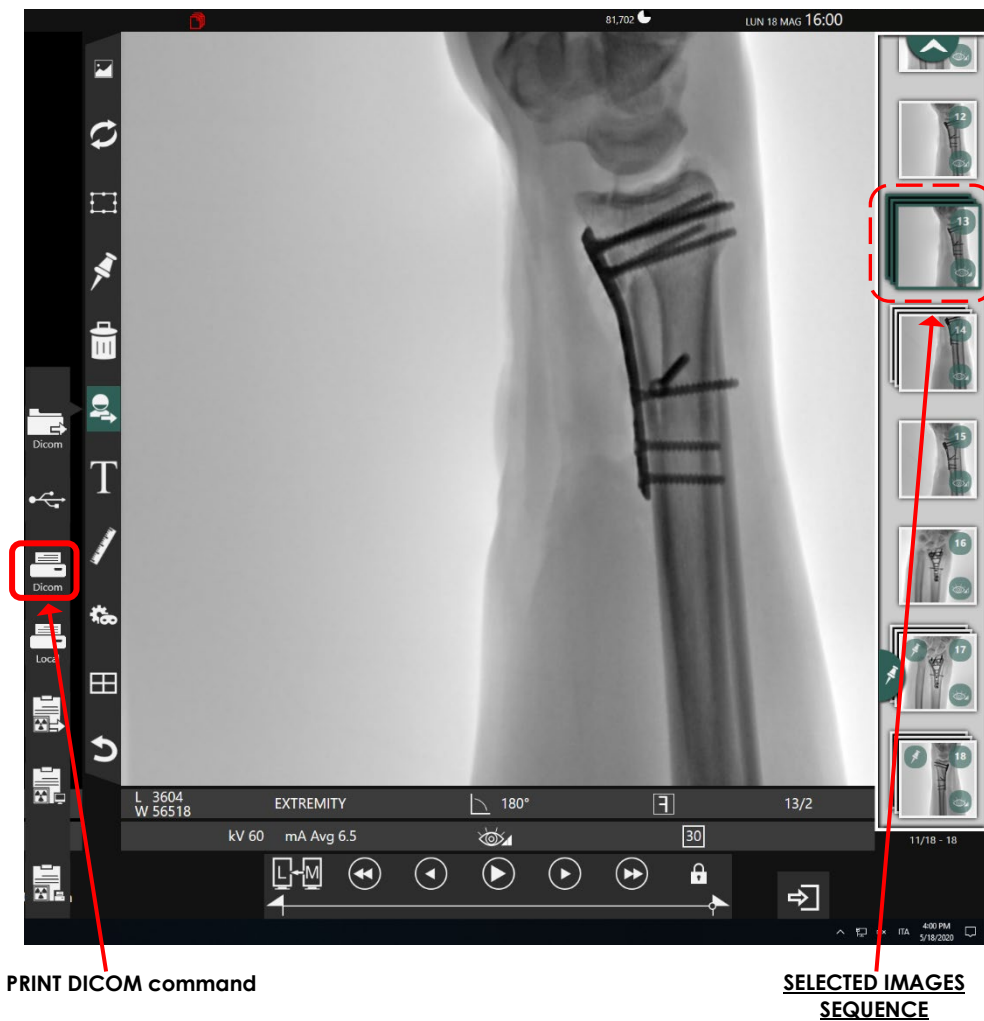 81,702
LUN 18 MAG 16:00
12
13
14
15
16
17
18
Dicom
T
Dicom
Local
L 3604
W 56518
EXTREMITY
180°
F
13/2
kV 60 mA Avg 6.5
30
11/18 - 18
L M
ITA
4:00 PM
5/18/2020
PRINT DICOM command
SELECTED IMAGES
SEQUENCE